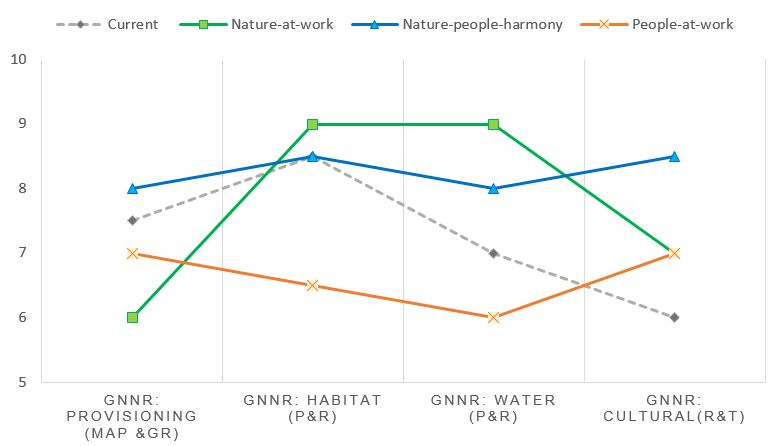 Current Nature-at-work Nature-people-harmony People-at-work
10
9
8
7
6
5
GNNR:
PROVISIONING
(MAP &GR)
GNNR: HABITAT
(P&R)
GNNR: WATER
(P&R)
GNNR:
CULTURAL(R&T)